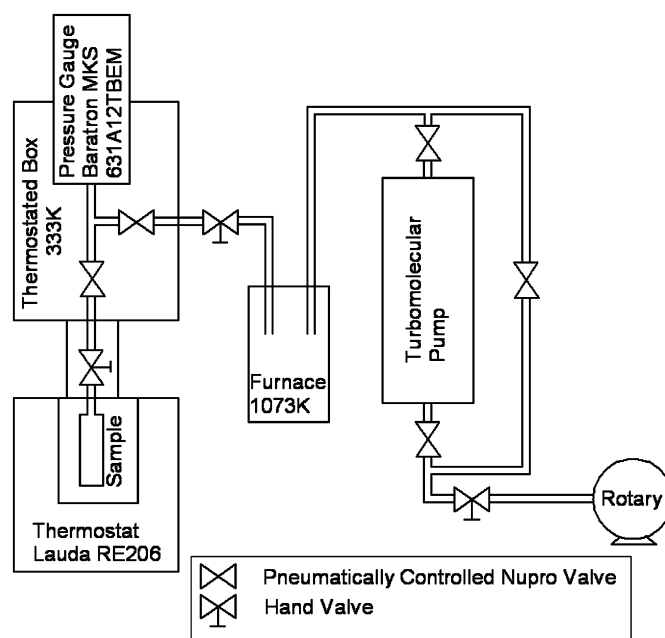 Pressure Gauge
Baratron MKS
631A12TBEM
Thermostated Box
333K
Furnace
1073K
Turbomolecular
Pump
Sample
Thermostat
Lauda RE206
Rotary
Pneumatically Controlled Nupro Valve
Hand Valve